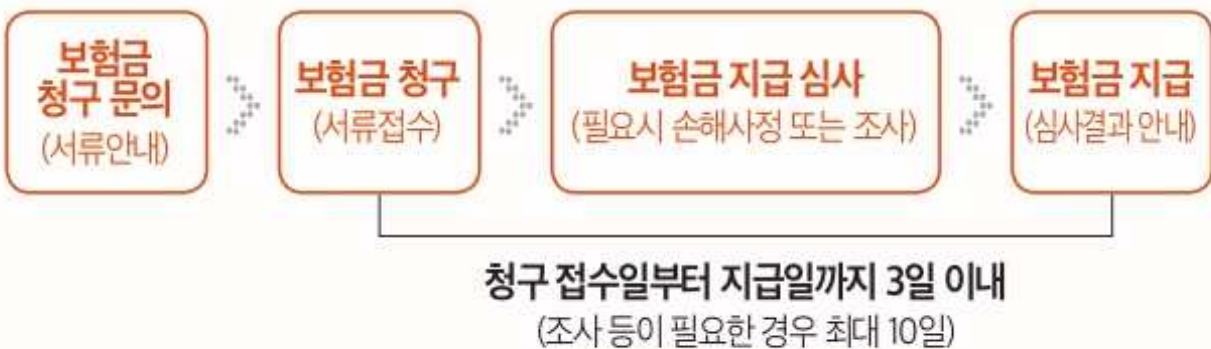 보험금
청구 문의
(서류안내)
보험금 청구
(서류접수)
보험금 지급 심사
(필요시 손해사정 또는 조사)
보험금 지급
(심사결과 안내)
청구 접수일부터 지급일까지 3일 이내
(조사 등이 필요한 경우 최대 10일)